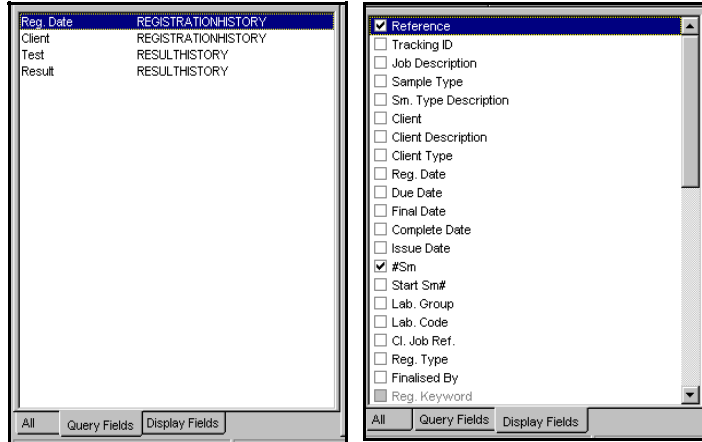 Reg. Date REGISTRATIONHISTORY
Client REGISTRATIONHISTORY
Test RESULTHISTORY
Result RESULTHISTORY
All Query Fields Display Fields
Reference
Tracking ID
Job Description
Sample Type
Sm. Type Description
Client
Client Description
Client Type
Reg. Date
Due Date
Final Date
Complete Date
Issue Date
#Sm
Start Sm#
Lab. Group
Lab. Code
Cl. Job Ref.
Reg. Type
Finalised By
Reg. Keyword
All Query Fields Display Fields